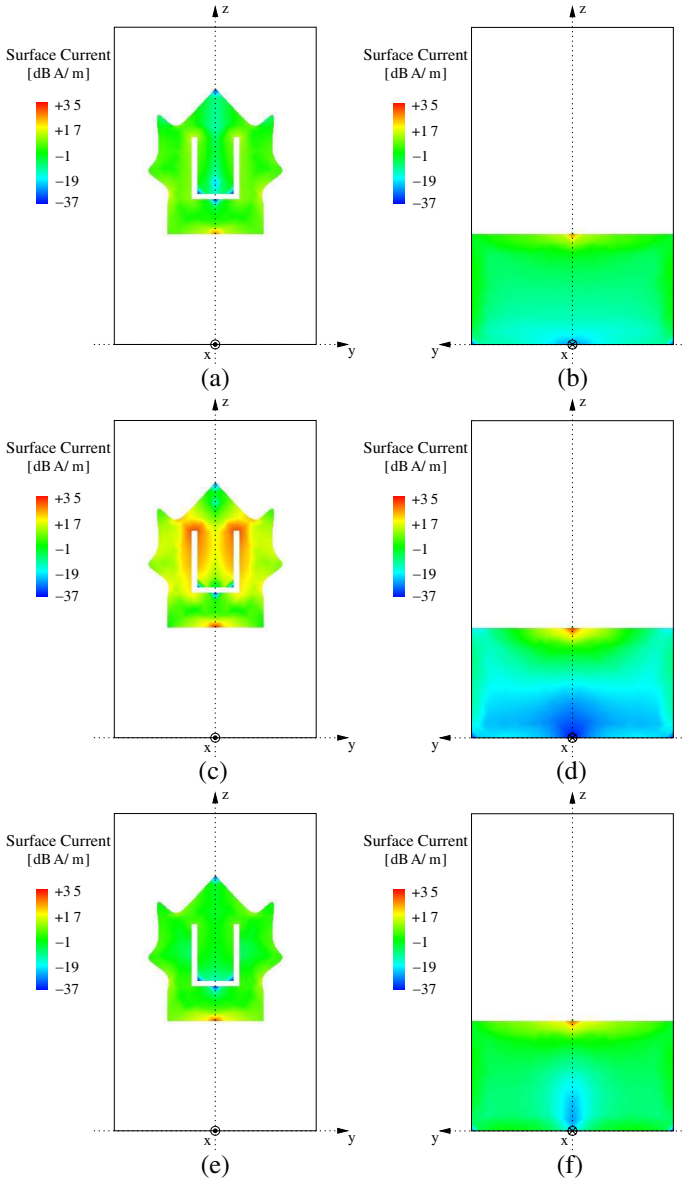 z
Surface Current
[dB A/ m]
+3 5
+1 7
−1
−19
−37
x
y
(a)
z
Surface Current
[dB A/ m]
+3 5
+1 7
−1
−19
−37
x
y
(b)
z
Surface Current
[dB A/ m]
+3 5
+1 7
−1
−19
−37
x
y
(c)
z
Surface Current
[dB A/ m]
+3 5
+1 7
−1
−19
−37
x
y
(d)
z
Surface Current
[dB A/ m]
+3 5
+1 7
−1
−19
−37
x
y
(e)
z
Surface Current
[dB A/ m]
+3 5
+1 7
−1
−19
−37
x
y
(f)